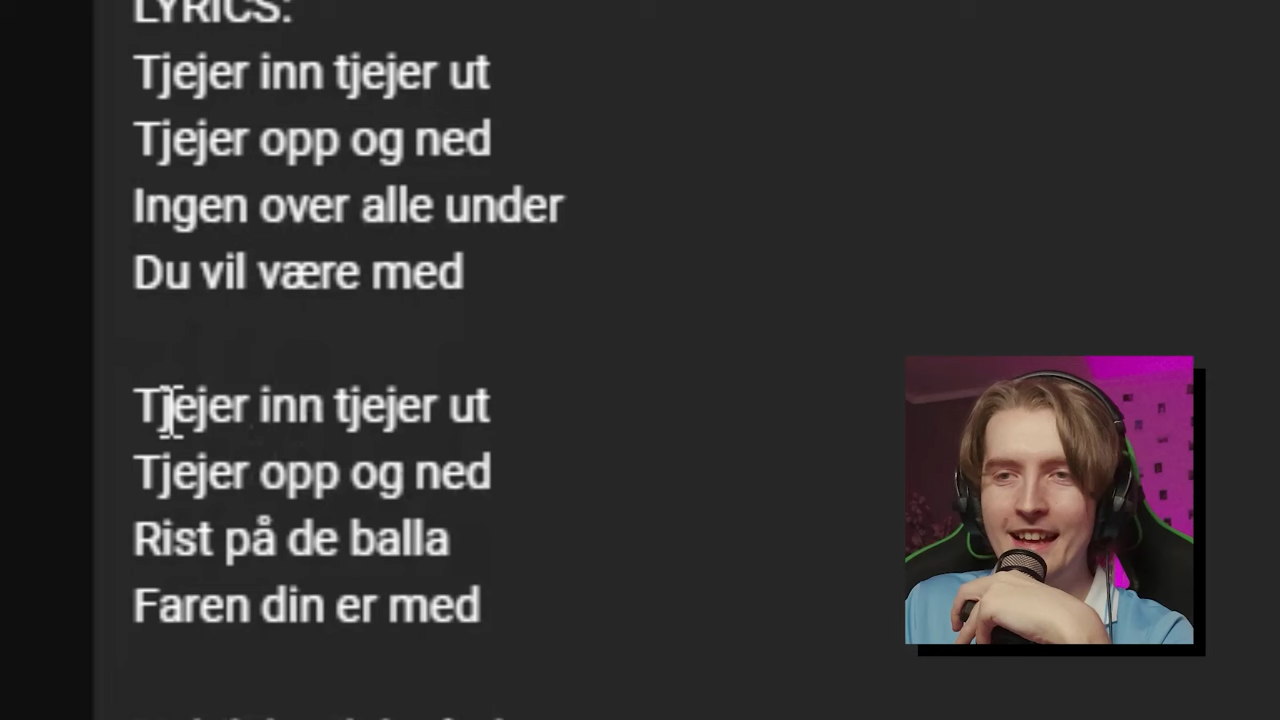 LYRICS:
Tjejer inn tjejer ut
Tjejer opp og ned
Ingen over alle under
Du vil være med
Tjejer inn tjejer ut
Tjejer opp og ned
Rist på de balla
Faren din er med